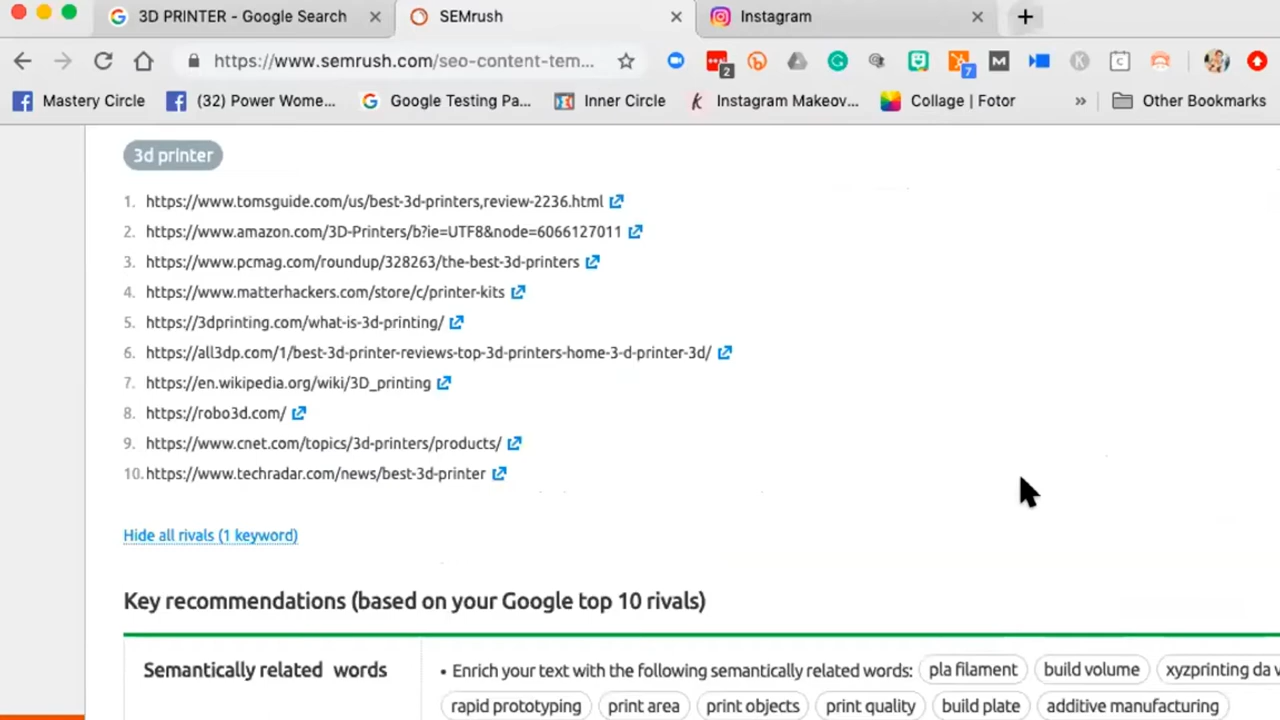 3D PRINTER - Google Search
SEMrush
Instagram
https://www.semrush.com/seo-content-tem...
2
7
M
K
C
Mastery Circle
(32) Power Wome...
Google Testing Pa...
Inner Circle
Instagram Makeov...
Collage | Fotor
»
Other Bookmarks
3d printer
1. https://www.tomsguide.com/us/best-3d-printers,review-2236.html
2. https://www.amazon.com/3D-Printers/b?ie=UTF8&node=6066127011
3. https://www.pcmag.com/roundup/328263/the-best-3d-printers
4. https://www.matterhackers.com/store/c/printer-kits
5. https://3dprinting.com/what-is-3d-printing/
6. https://all3dp.com/1/best-3d-printer-reviews-top-3d-printers-home-3-d-printer-3d/
7. https://en.wikipedia.org/wiki/3D_printing
8. https://robo3d.com/
9. https://www.cnet.com/topics/3d-printers/products/
10. https://www.techradar.com/news/best-3d-printer
Hide all rivals (1 keyword)
Key recommendations (based on your Google top 10 rivals)
Semantically related words
• Enrich your text with the following semantically related words: pla filament build volume xyzprinting da v
rapid prototyping print area print objects print quality build plate additive manufacturing